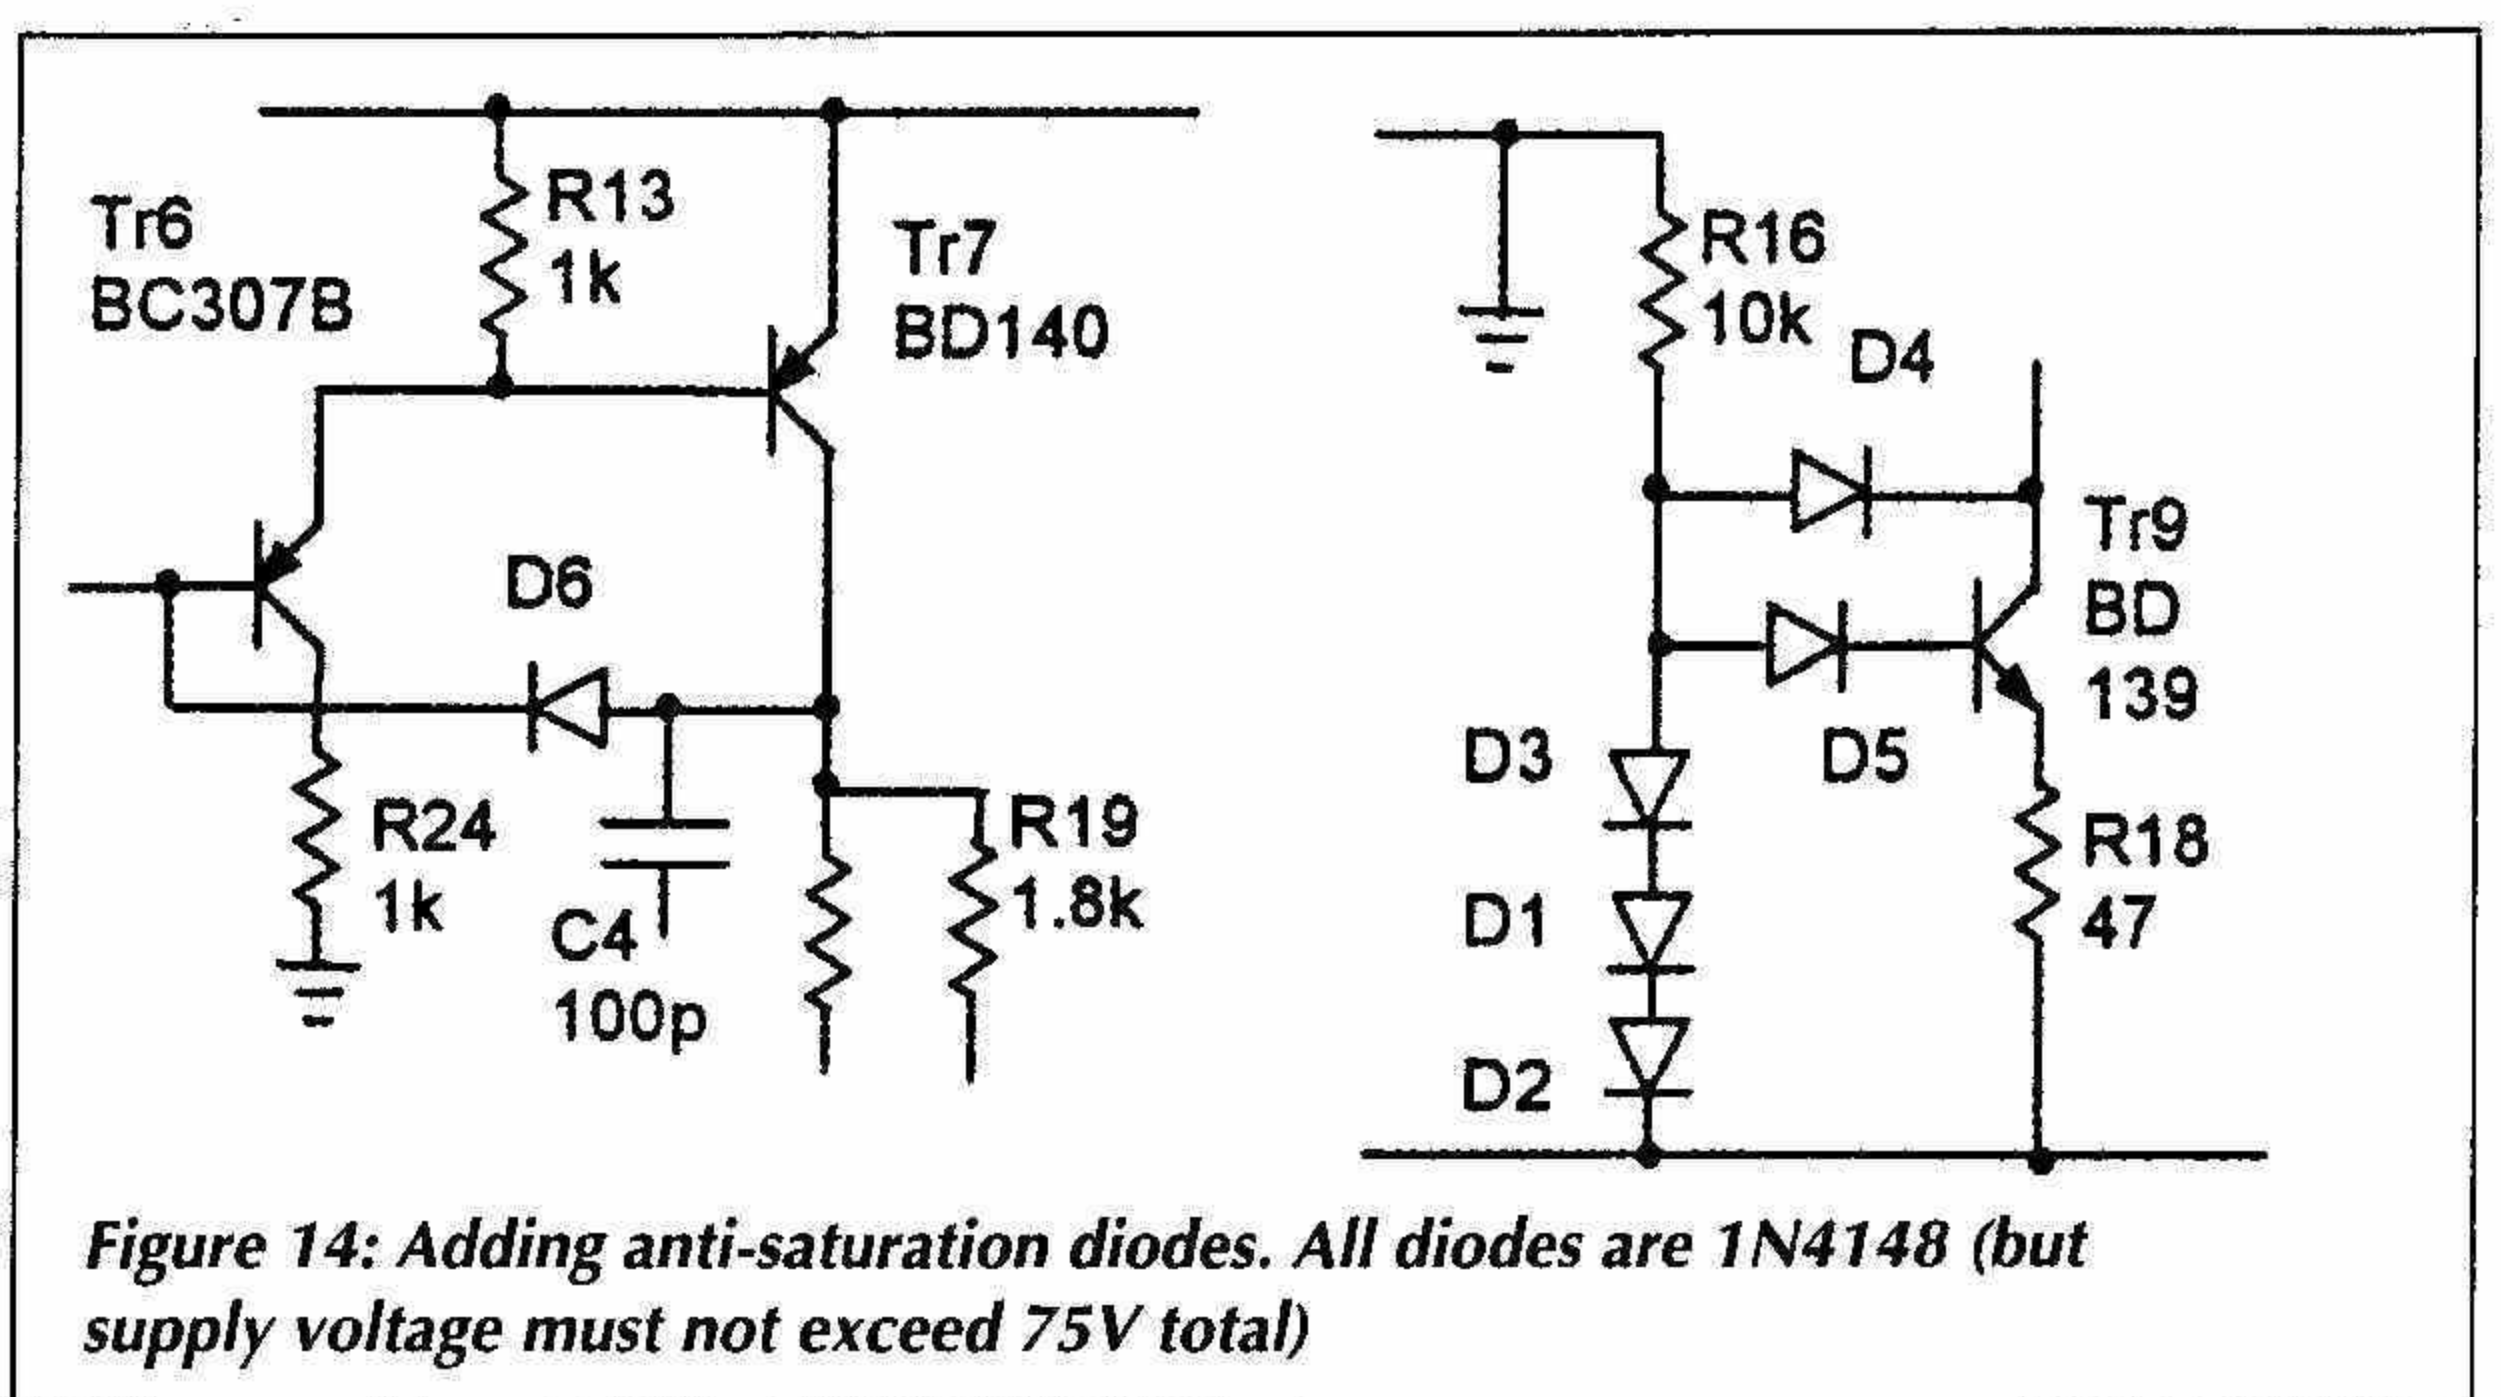 Tr6
BC307B
R13
1k
Tr7
BD140
D6
R24
1k
C4
100p
R19
1.8k
R16
10k
D4
Tr9
BD
139
D3
D5
D1
R18
47
D2
Figure 14: Adding anti-saturation diodes. All diodes are 1N4148 (but
supply voltage must not exceed 75V total)